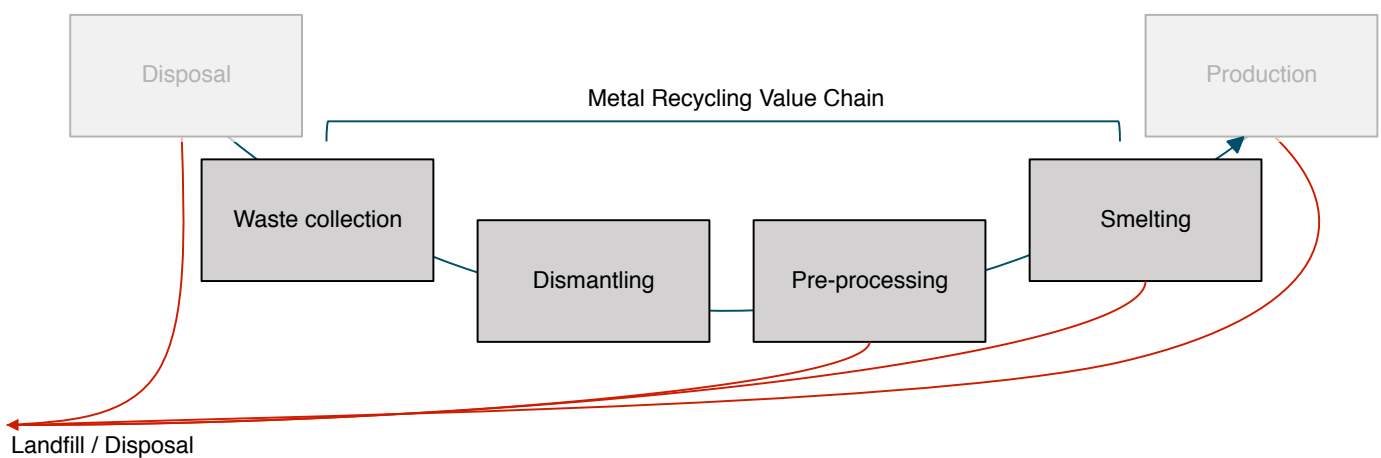 Disposal
Production
Metal Recycling Value Chain
Waste collection
Smelting
Dismantling
Pre-processing
Landfill / Disposal